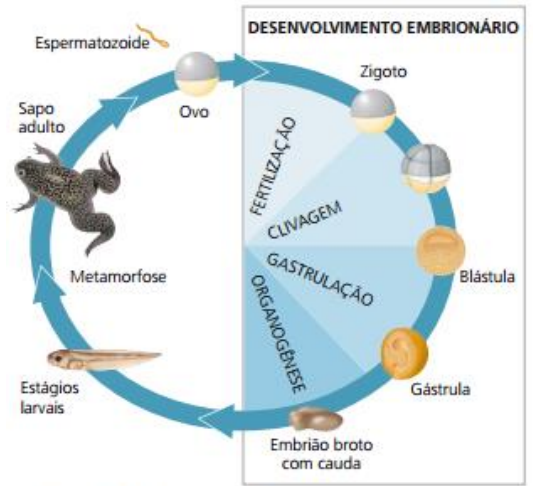 DESENVOLVIMENTO EMBRIONÁRIO
Espermatozoide
Zigoto
Ovo
Sapo
adulto
FERTILIZAÇÃO
CLIVAGEM
GASTRULAÇÃO
ORGANOGÊNESE
Metamorfose
Blástula
Estágios
larvais
Gástrula
Embrião broto
com cauda